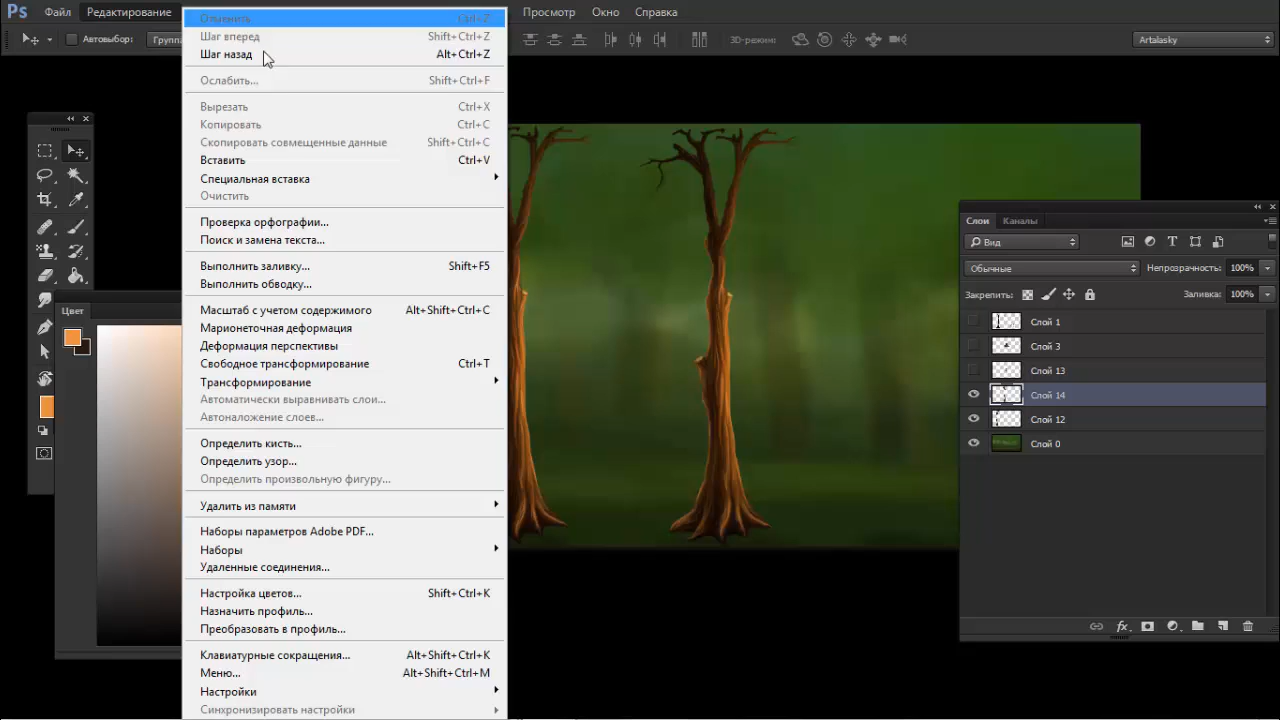 Ps Файл Редактирование Просмотр Окно Справка
Автовыбор: Группа 3D-режим: Artalasky
Отменить Ctrl+Z
Шаг вперед Shift+Ctrl+Z
Шаг назад Alt+Ctrl+Z
Ослабить... Shift+Ctrl+F
Вырезать Ctrl+X
Копировать Ctrl+C
Скопировать совмещенные данные Shift+Ctrl+C
Вставить Ctrl+V
Специальная вставка
Очистить
Проверка орфографии...
Поиск и замена текста...
Выполнить заливку... Shift+F5
Выполнить обводку...
Масштаб с учетом содержимого Alt+Shift+Ctrl+C
Марионеточная деформация
Деформация перспективы
Свободное трансформирование Ctrl+T
Трансформирование
Автоматически выравнивать слои...
Автоналожение слоев...
Определить кисть...
Определить узор...
Определить произвольную фигуру...
Удалить из памяти
Наборы параметров Adobe PDF...
Наборы
Удаленные соединения...
Настройка цветов... Shift+Ctrl+K
Назначить профиль...
Преобразовать в профиль...
Клавиатурные сокращения... Alt+Shift+Ctrl+K
Меню... Alt+Shift+Ctrl+M
Настройки
Синхронизировать настройки
Цвет
Слои Каналы
Вид
Обычные Непрозрачность: 100%
Закрепить: Заливка: 100%
Слой 1
Слой 3
Слой 13
Слой 14
Слой 12
Слой 0
fx